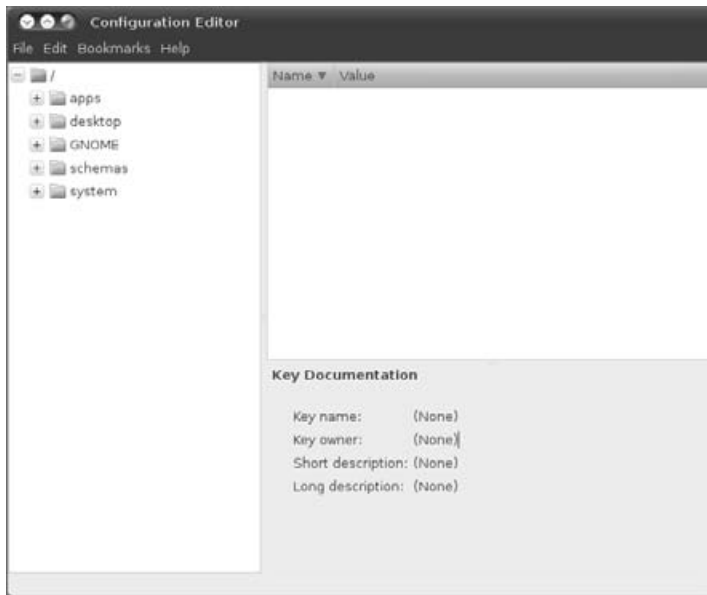 Configuration Editor
File Edit Bookmarks Help
/
apps
desktop
GNOME
schemas
system
Name Value
Key Documentation
Key name: (None)
Key owner: (None)
Short description: (None)
Long description: (None)